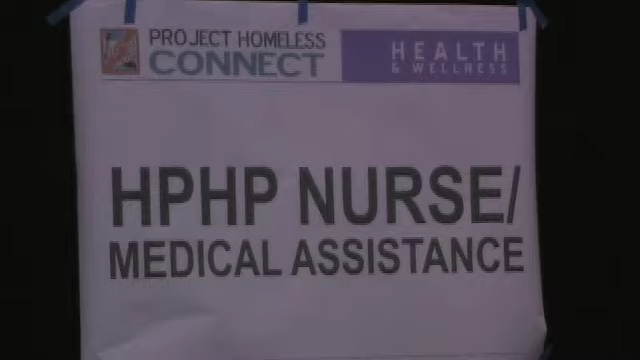 PROJECT HOMELESS
CONNECT
HEALTH
& WELLNESS
HPHP NURSE/
MEDICAL ASSISTANCE